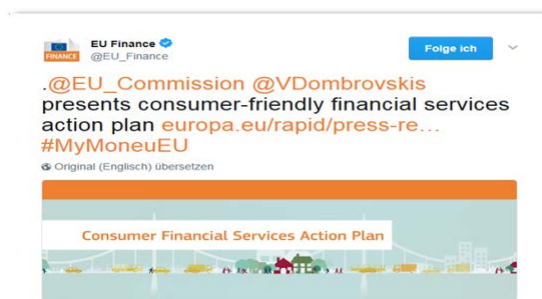 EU Finance
FINANCE
@EU_Finance
Folge ich
.@EU_Commission @VDombrovskis
presents consumer-friendly financial services
action plan europa.eu/rapid/press-re...
#MyMoneuEU
Original (Englisch) übersetzen
Consumer Financial Services Action Plan